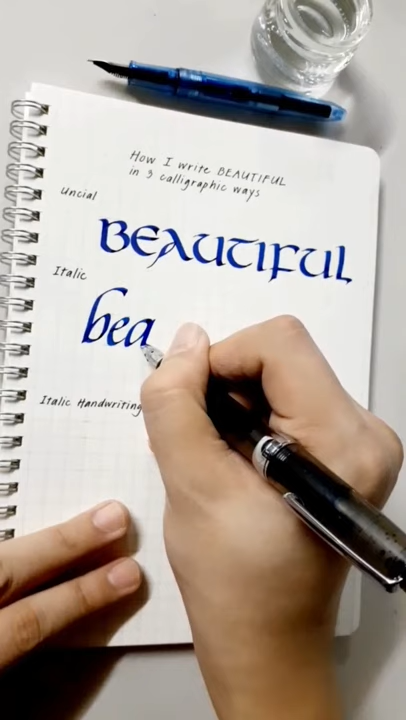 How I write BEAUTIFUL
in 3 calligraphic ways
Uncial
BEAUTIFUL
Italic
bea
Italic Handwriting